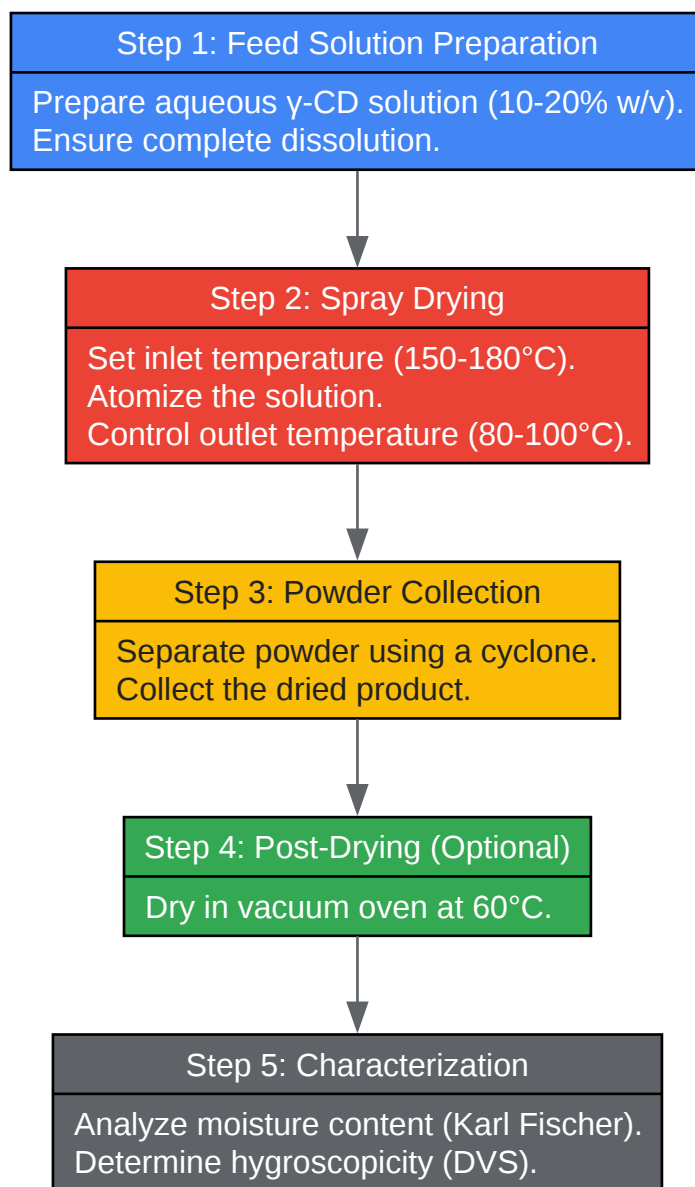 Step 1: Feed Solution Preparation
Prepare aqueous γ-CD solution (10-20% w/v).
Ensure complete dissolution.
Step 2: Spray Drying
Set inlet temperature (150-180°C).
Atomize the solution.
Control outlet temperature (80-100°C).
Step 3: Powder Collection
Separate powder using a cyclone.
Collect the dried product.
Step 4: Post-Drying (Optional)
Dry in vacuum oven at 60°C.
Step 5: Characterization
Analyze moisture content (Karl Fischer).
Determine hygroscopicity (DVS).